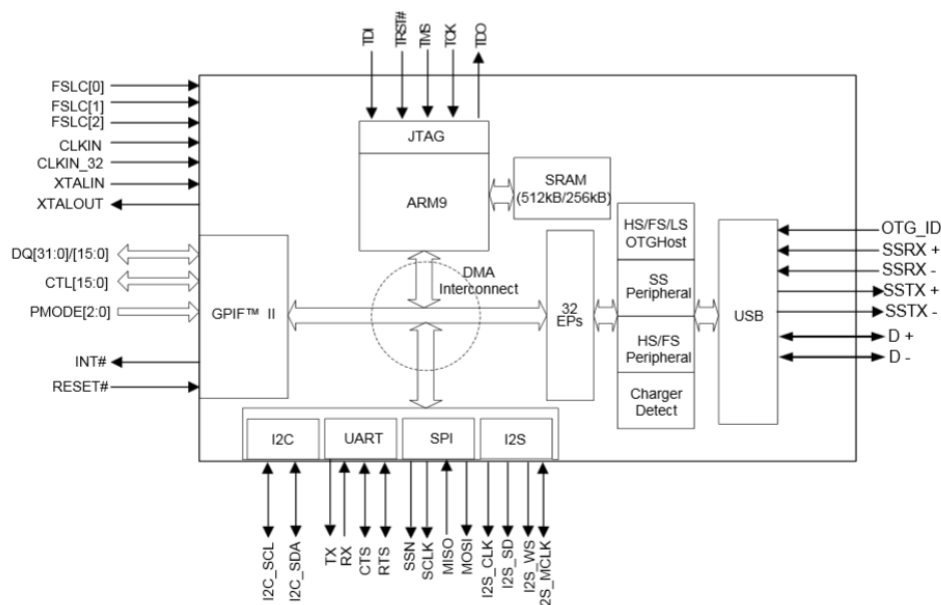 TDI
TRST#
TMS
TCK
TDO
FSLC[0]
FSLC[1]
FSLC[2]
CLKIN
CLKIN_32
XTALIN
XTALOUT
DQ[31:0]/[15:0]
CTL[15:0]
PMODE[2:0]
INT#
RESET#
JTAG
ARM9
SRAM
(512kB/256kB)
DMA
Interconnect
GPIF™ II
32
EPs
HS/FS/LS
OTGHost
SS
Peripheral
HS/FS
Peripheral
Charger
Detect
USB
OTG_ID
SSRX +
SSRX -
SSTX +
SSTX -
D +
D -
I2C
UART
SPI
I2S
I2C_SCL
I2C_SDA
TX
RX
CTS
RTS
SSN
SCLK
MISO
MOSI
I2S_CLK
I2S_SD
I2S_WS
I2S_MCLK